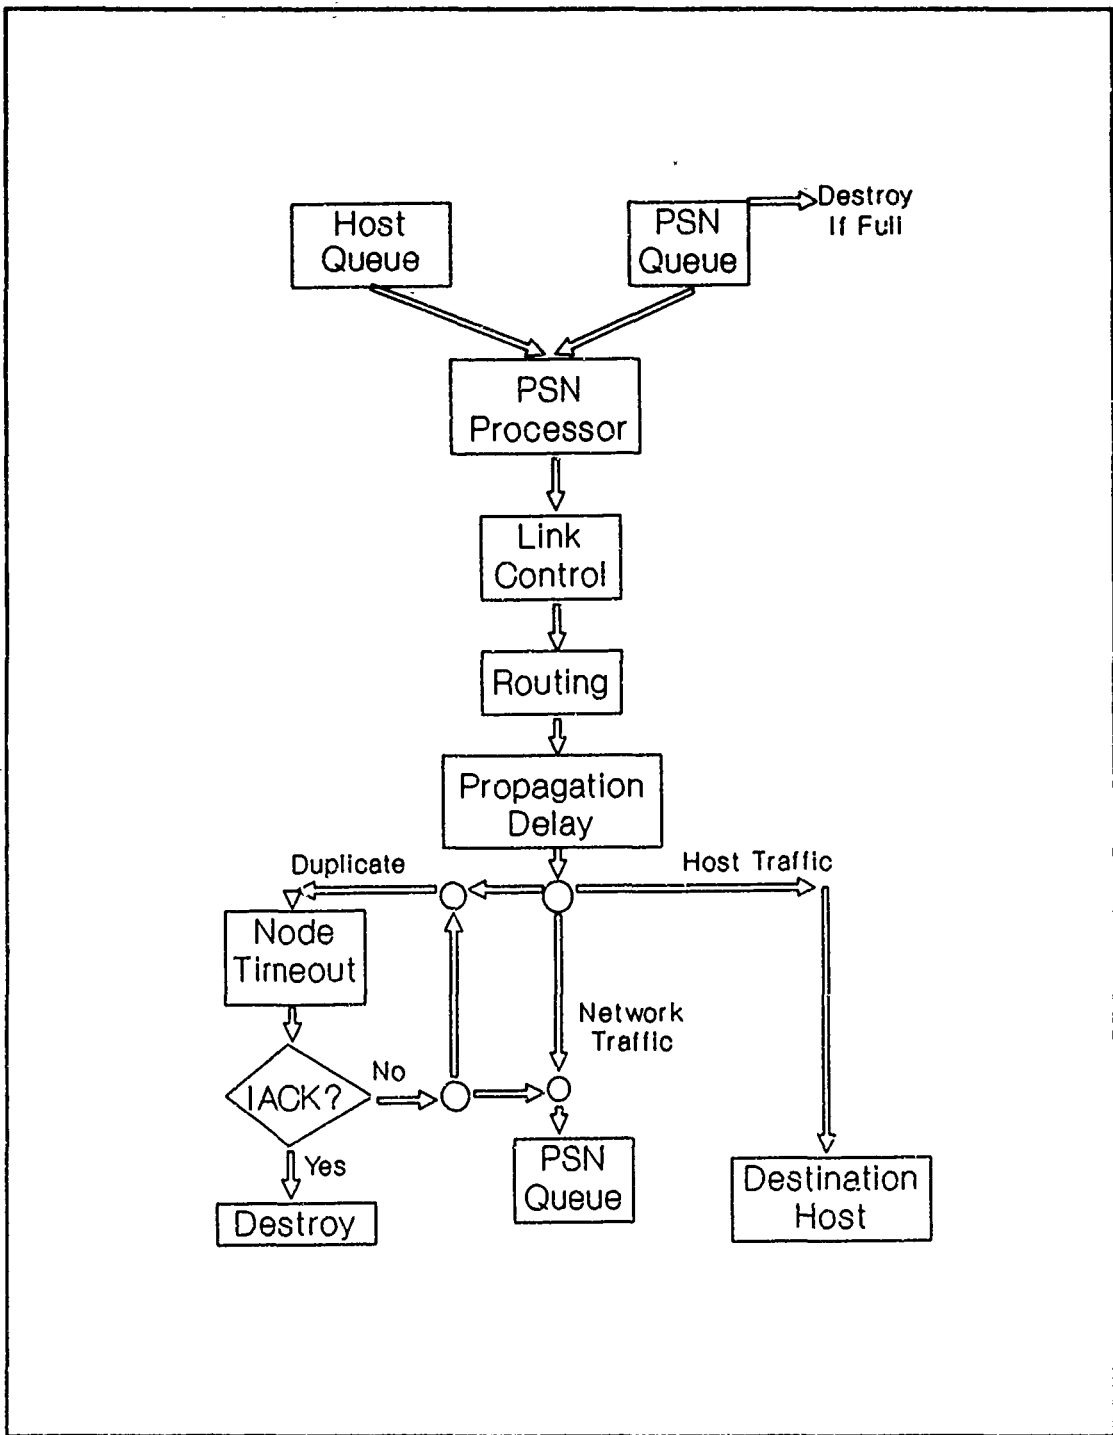 Host
Queue
PSN
Queue
Destroy
If Full
PSN
Processor
Link
Control
Routing
Propagation
Delay
Duplicate
Host Traffic
Node
Timeout
Network
Traffic
IACK?
No
Yes
Destroy
PSN
Queue
Destination
Host